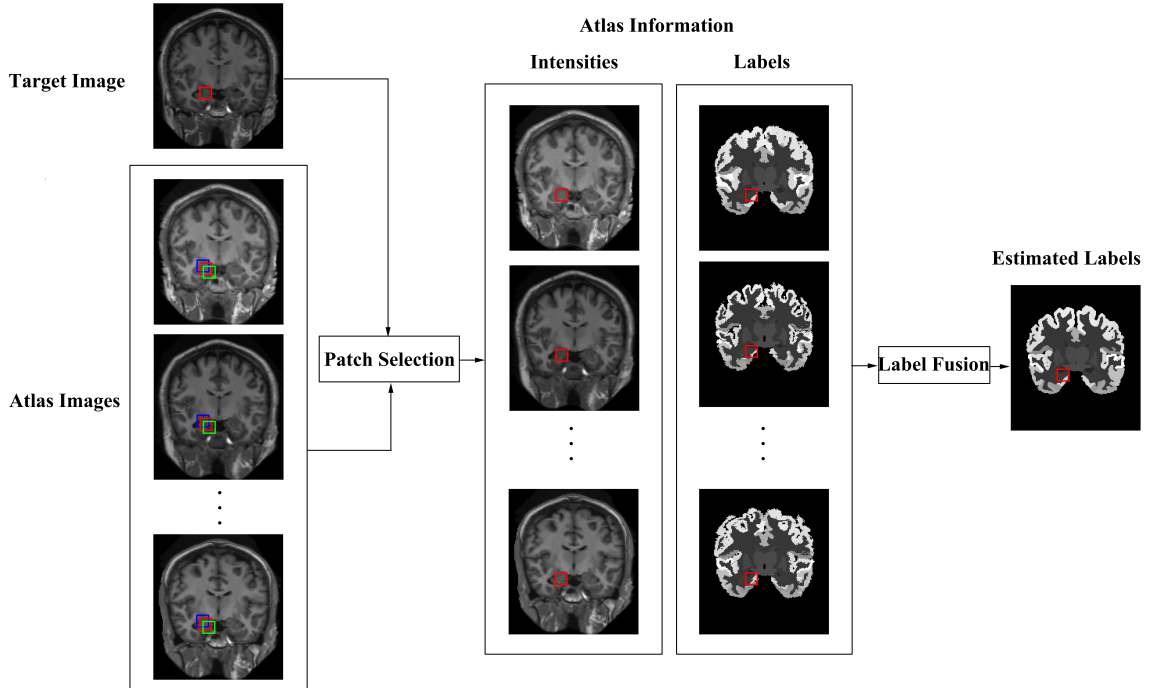 Atlas Information
Target Image
Intensities
Labels
Estimated Labels
Patch Selection
Label Fusion
Atlas Images